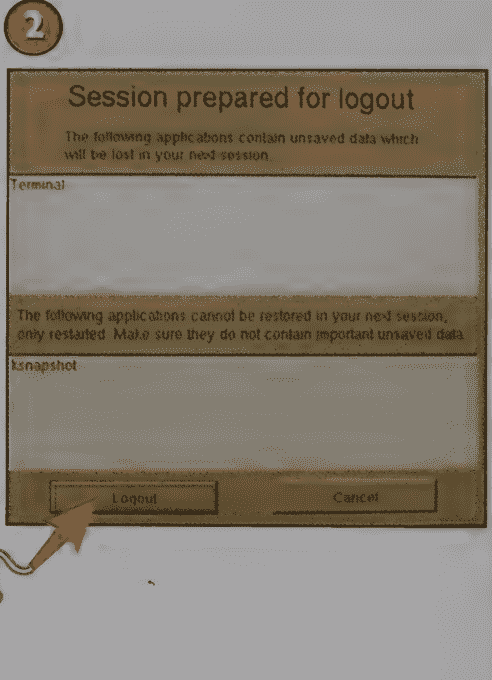 2
Session prepared for logout
The following applications contain unsaved data which
will be lost in your next session.
Terminal
The following applications cannot be restored in your next session,
only restarted. Make sure they do not contain important unsaved data.
ksnapshot
Logout
Cancel